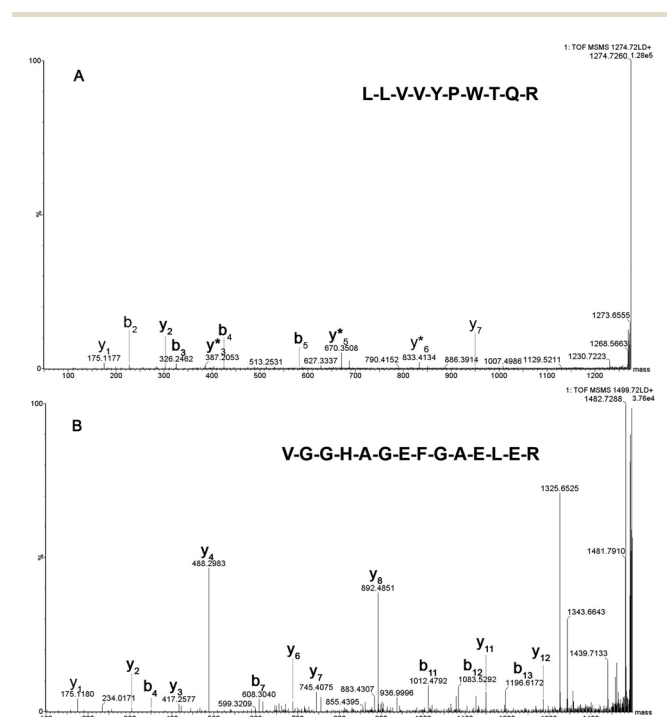 1: TOF MSMS 1274.72LD+
1274.7260 1.28e5
100
A
L-L-V-V-Y-P-W-T-Q-R
%
1273.6555
b2 y2 b4 y*5 y7
y1 b3 y*3 b5 y*6
175.1177 326.2462 387.2053 513.2531 627.3337 670.3508 790.4152 833.4134 886.3914 1007.4986 1129.5211 1230.7223 1268.5663
0
100 200 300 400 500 600 700 800 900 1000 1100 1200 mass
1: TOF MSMS 1499.72LD+
1482.7288 3.76e4
100
B
V-G-G-H-A-G-E-F-G-A-E-L-E-R
1325.6525
y4
488.2983
%
1481.7910
y8
892.4851
1343.6643
y6 y11 y12
1439.7133
y1 y2 b4 y3 b7 y7 b11 b12 b13
175.1180 234.0171 417.2577 599.3209 608.3040 745.4075 855.4395 883.4307 936.9996 1012.4792 1083.5292 1196.6172
0
mass